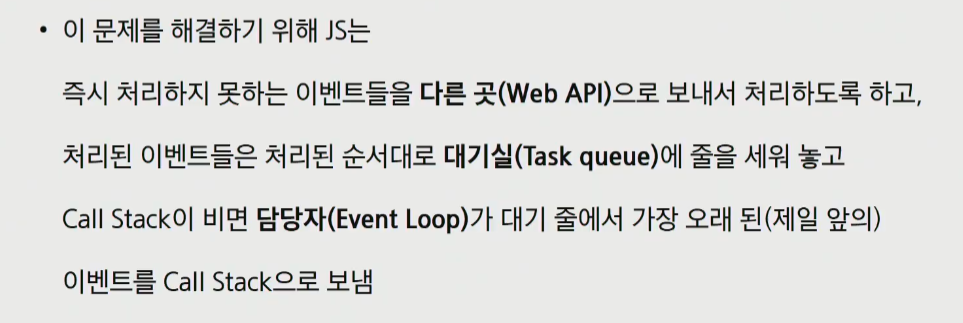 • 이 문제를 해결하기 위해 JS는
즉시 처리하지 못하는 이벤트들을 다른 곳(Web API)으로 보내서 처리하도록 하고,
처리된 이벤트들은 처리된 순서대로 대기실(Task queue)에 줄을 세워 놓고
Call Stack이 비면 담당자(Event Loop)가 대기 줄에서 가장 오래 된(제일 앞의)
이벤트를 Call Stack으로 보냄